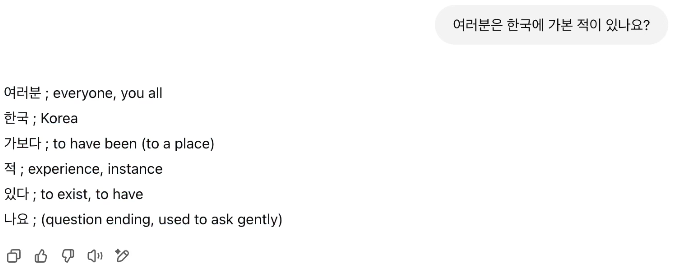 여러분은 한국에 가본 적이 있나요?
여러분 ; everyone, you all
한국 ; Korea
가보다 ; to have been (to a place)
적 ; experience, instance
있다 ; to exist, to have
나요 ; (question ending, used to ask gently)